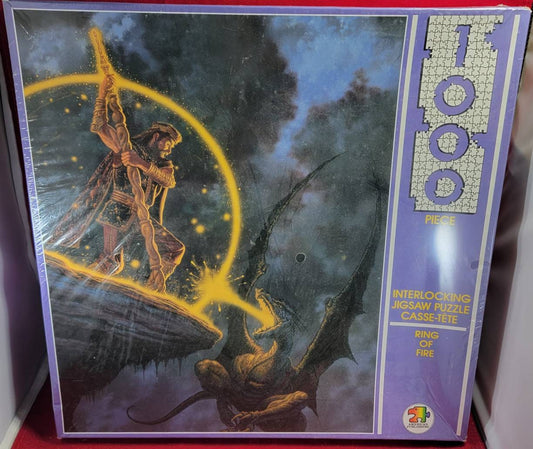 1000
PIECE
INTERLOCKING
JIGSAW PUZZLE
CASSE-TÊTE
RING
OF
FIRE